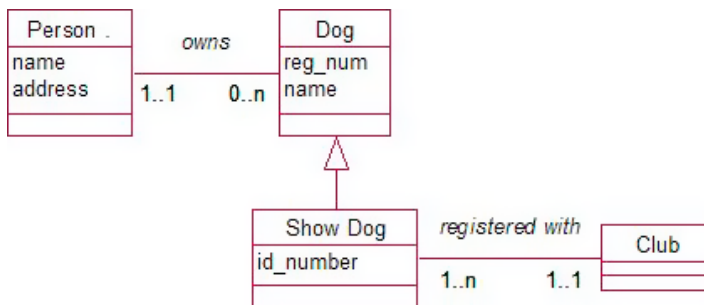 Person .
name
address
owns
1..1
0..n
Dog
reg_num
name
Show Dog
id_number
registered with
1..n
1..1
Club